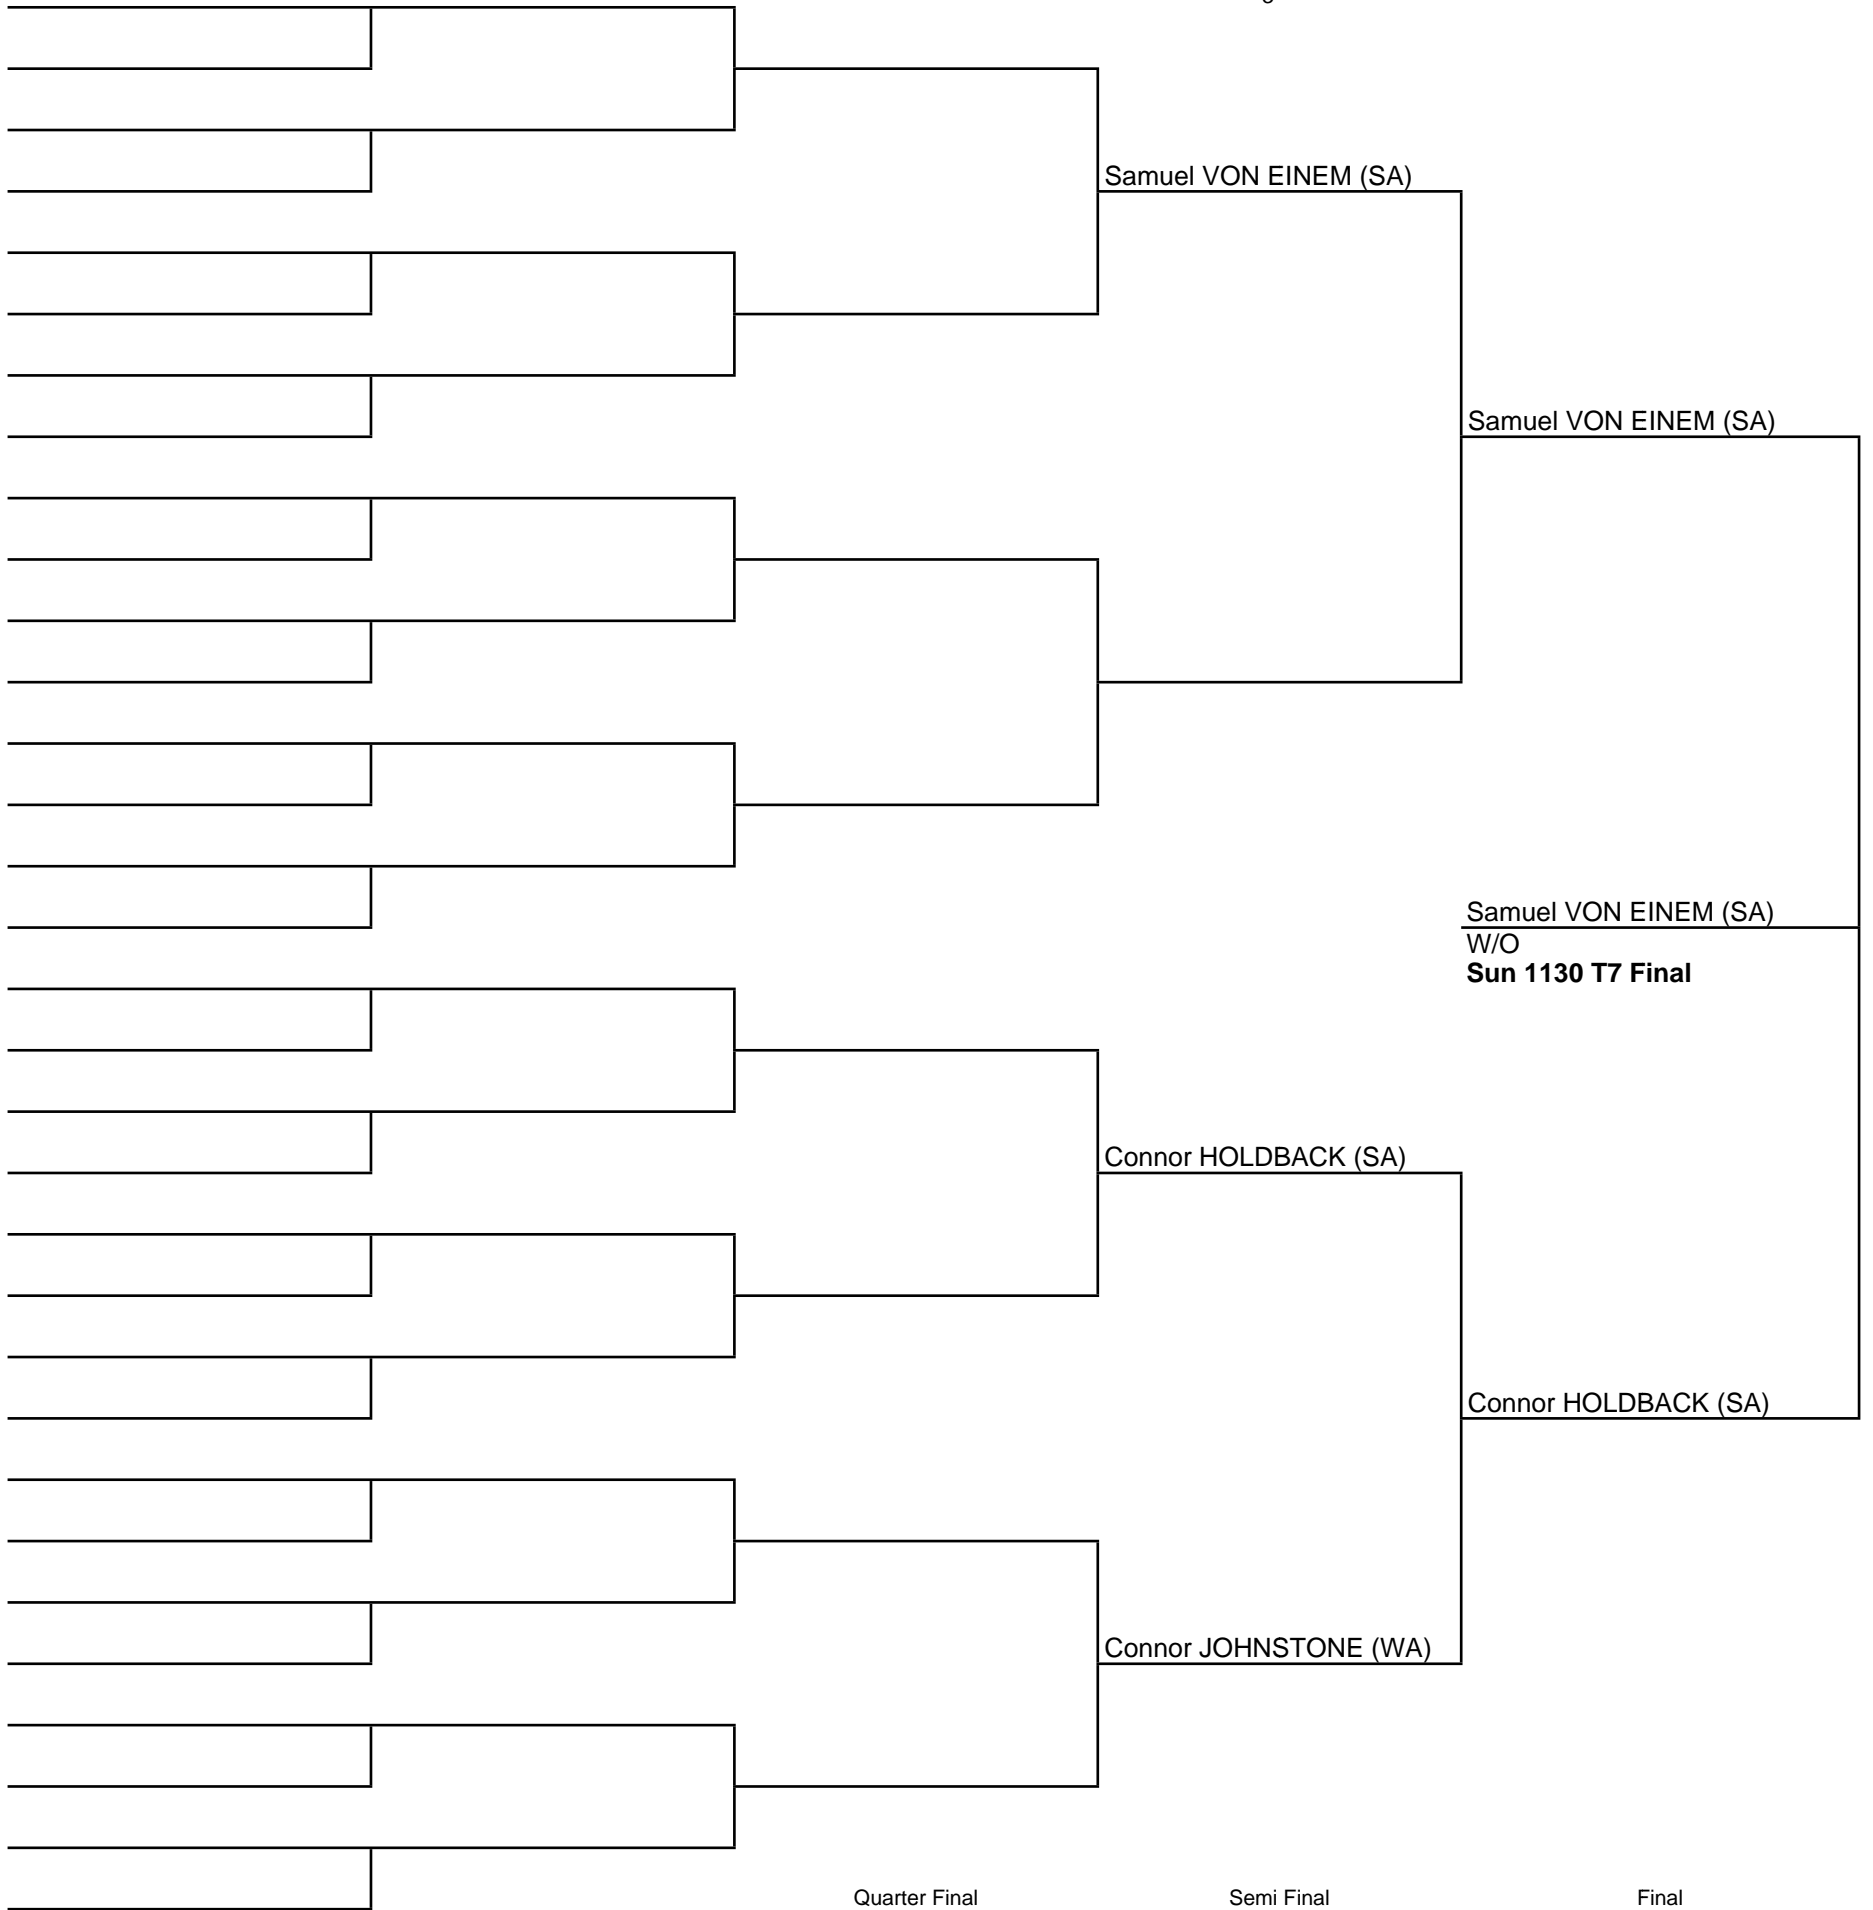 Samuel VON EINEM (SA)
Samuel VON EINEM (SA)
Samuel VON EINEM (SA)
W/O
Sun 1130 T7 Final
Connor HOLDBACK (SA)
Connor HOLDBACK (SA)
Connor JOHNSTONE (WA)
Quarter Final
Semi Final
Final